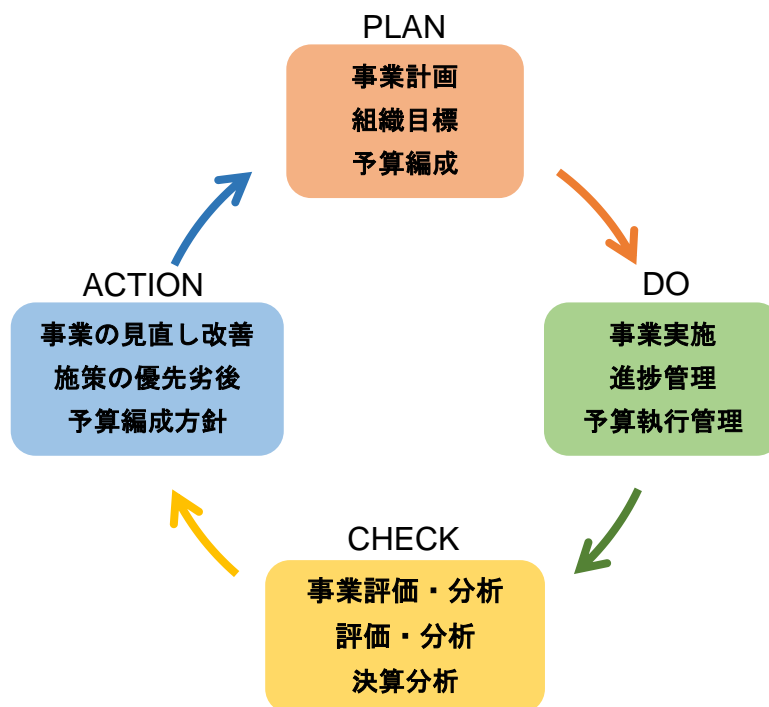 PLAN
事業計画
組織目標
予算編成
DO
事業実施
進捗管理
予算執行管理
CHECK
事業評価・分析
評価・分析
決算分析
ACTION
事業の見直し改善
施策の優先劣後
予算編成方針